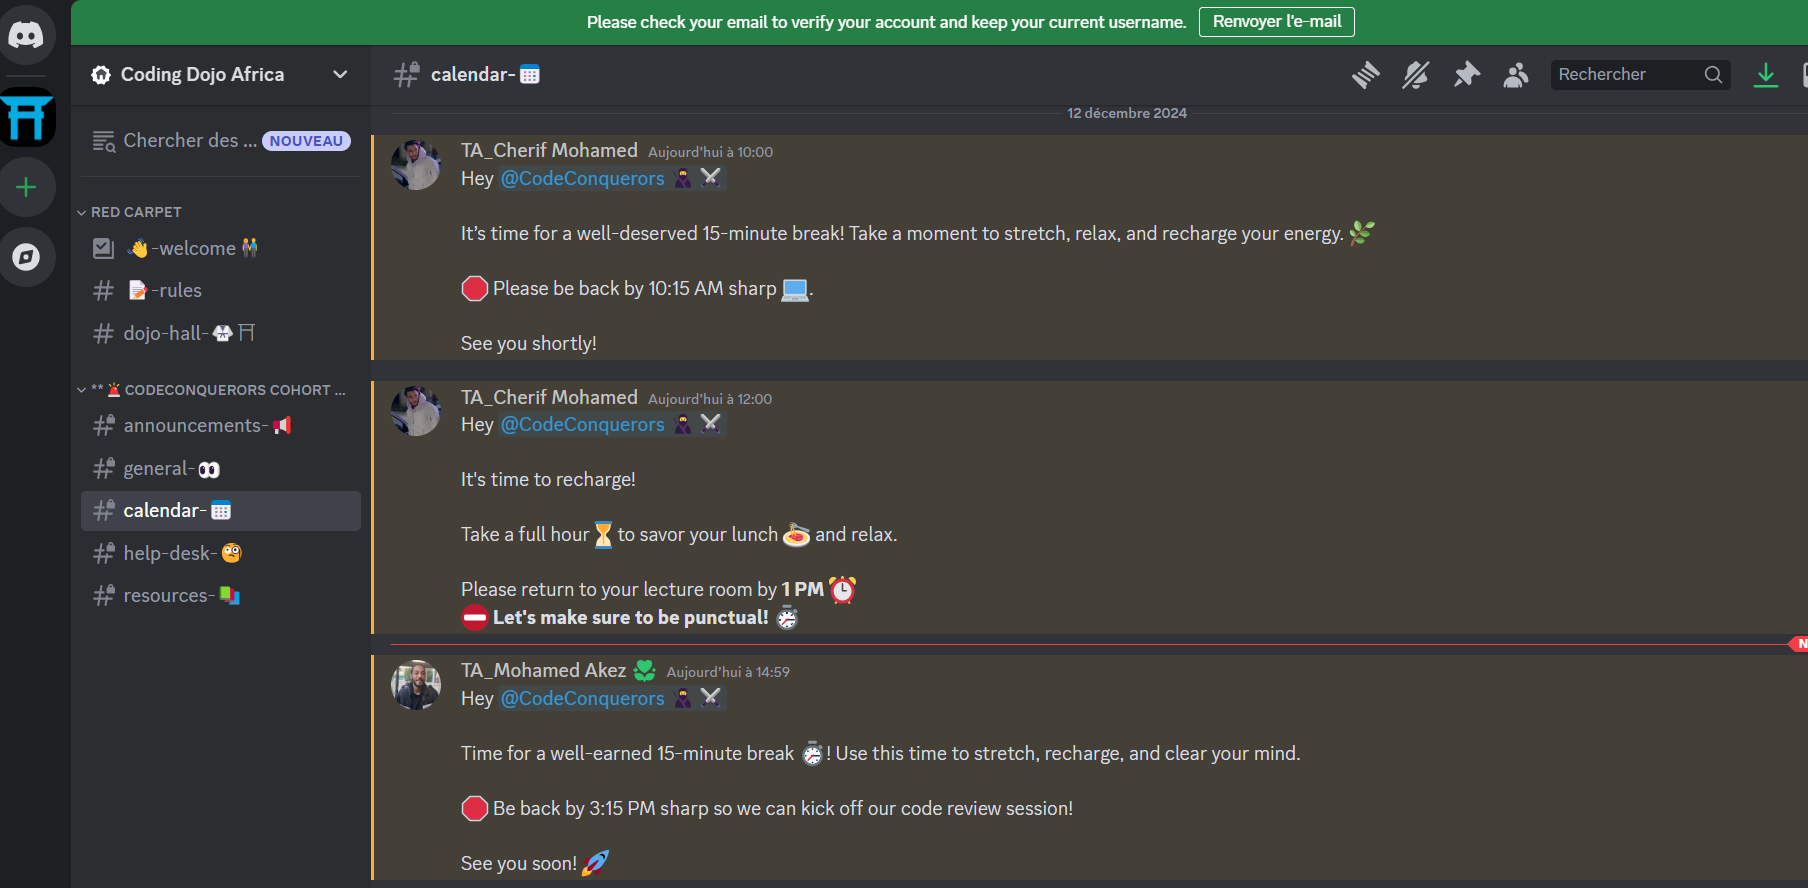 Please check your email to verify your account and keep your current username. Renvoyer l'e-mail
Coding Dojo Africa
Chercher des ... NOUVEAU
RED CARPET
👋-welcome👬
📝-rules
dojo-hall-🥋⛩
** 🚨 CODECONQUERORS COHORT ...
announcements-📢
general-👀
calendar-📅
help-desk-🧐
resources-📚
calendar-📅
Rechercher
12 décembre 2024
TA_Cherif Mohamed Aujourd'hui à 10:00
Hey @CodeConquerors 🥷 ⚔
It’s time for a well-deserved 15-minute break! Take a moment to stretch, relax, and recharge your energy. 🌿
🛑 Please be back by 10:15 AM sharp 💻.
See you shortly!
TA_Cherif Mohamed Aujourd'hui à 12:00
Hey @CodeConquerors 🥷 ⚔
It's time to recharge!
Take a full hour ⏳ to savor your lunch 🍝 and relax.
Please return to your lecture room by 1 PM ⏰
⛔ Let's make sure to be punctual! ⏱
N
TA_Mohamed Akez Aujourd'hui à 14:59
Hey @CodeConquerors 🥷 ⚔
Time for a well-earned 15-minute break ⏱! Use this time to stretch, recharge, and clear your mind.
🛑 Be back by 3:15 PM sharp so we can kick off our code review session!
See you soon! 🚀